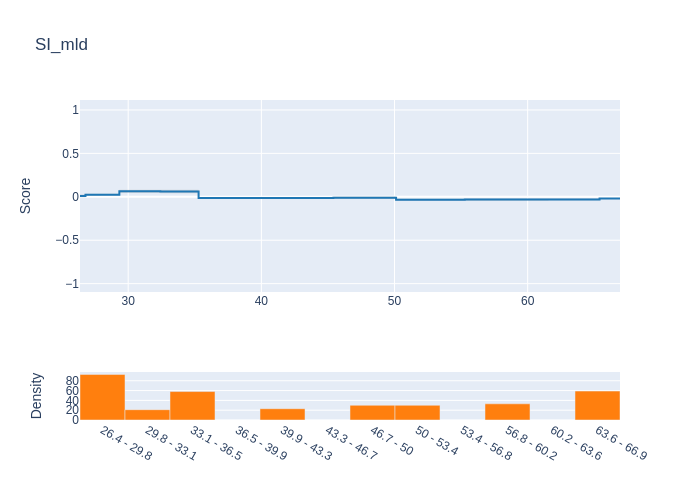 SI_mld
Score
1
0.5
0
−0.5
−1
30
40
50
60
Density
80
60
40
20
0
26.4 - 29.8
29.8 - 33.1
33.1 - 36.5
36.5 - 39.9
39.9 - 43.3
43.3 - 46.7
46.7 - 50
50 - 53.4
53.4 - 56.8
56.8 - 60.2
60.2 - 63.6
63.6 - 66.9